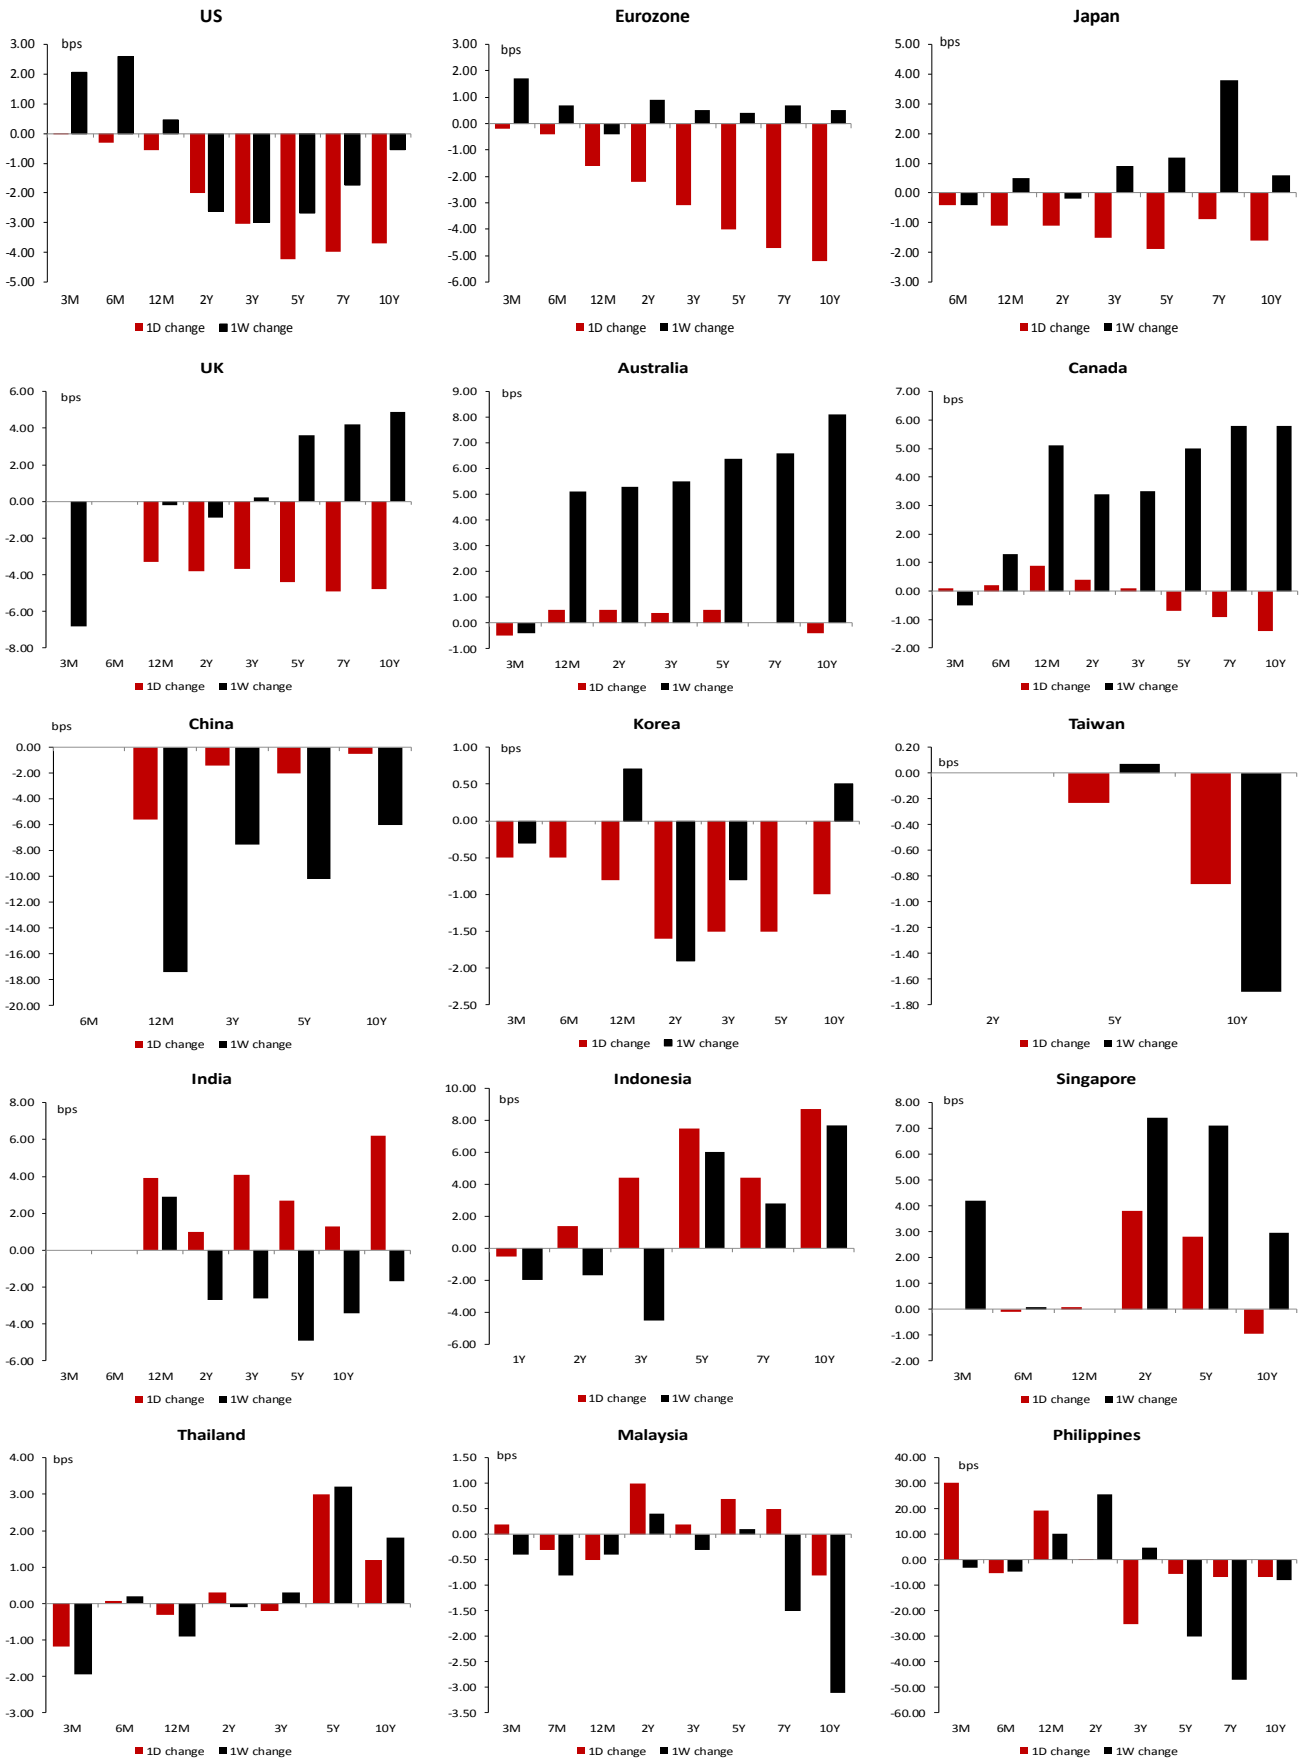 US
bps
3.00
2.00
1.00
0.00
-1.00
-2.00
-3.00
-4.00
-5.00
3M 6M 12M 2Y 3Y 5Y 7Y 10Y
1D change 1W change
Eurozone
bps
3.00
2.00
1.00
0.00
-1.00
-2.00
-3.00
-4.00
-5.00
-6.00
3M 6M 12M 2Y 3Y 5Y 7Y 10Y
1D change 1W change
Japan
bps
5.00
4.00
3.00
2.00
1.00
0.00
-1.00
-2.00
-3.00
6M 12M 2Y 3Y 5Y 7Y 10Y
1D change 1W change
UK
bps
6.00
4.00
2.00
0.00
-2.00
-4.00
-6.00
-8.00
3M 6M 12M 2Y 3Y 5Y 7Y 10Y
1D change 1W change
Australia
bps
9.00
8.00
7.00
6.00
5.00
4.00
3.00
2.00
1.00
0.00
-1.00
3M 12M 2Y 3Y 5Y 7Y 10Y
1D change 1W change
Canada
bps
7.00
6.00
5.00
4.00
3.00
2.00
1.00
0.00
-1.00
-2.00
3M 6M 12M 2Y 3Y 5Y 7Y 10Y
1D change 1W change
China
bps
0.00
-2.00
-4.00
-6.00
-8.00
-10.00
-12.00
-14.00
-16.00
-18.00
-20.00
6M 12M 3Y 5Y 10Y
1D change 1W change
Korea
bps
1.00
0.50
0.00
-0.50
-1.00
-1.50
-2.00
-2.50
3M 6M 12M 2Y 3Y 5Y 10Y
1D change 1W change
Taiwan
bps
0.20
0.00
-0.20
-0.40
-0.60
-0.80
-1.00
-1.20
-1.40
-1.60
-1.80
2Y 5Y 10Y
1D change 1W change
India
bps
8.00
6.00
4.00
2.00
0.00
-2.00
-4.00
-6.00
3M 6M 12M 2Y 3Y 5Y 10Y
1D change 1W change
Indonesia
bps
10.00
8.00
6.00
4.00
2.00
0.00
-2.00
-4.00
-6.00
1Y 2Y 3Y 5Y 7Y 10Y
1D change 1W change
Singapore
bps
8.00
7.00
6.00
5.00
4.00
3.00
2.00
1.00
0.00
-1.00
-2.00
3M 6M 12M 2Y 5Y 10Y
1D change 1W change
Thailand
bps
4.00
3.00
2.00
1.00
0.00
-1.00
-2.00
-3.00
3M 6M 12M 2Y 3Y 5Y 10Y
1D change 1W change
Malaysia
bps
1.50
1.00
0.50
0.00
-0.50
-1.00
-1.50
-2.00
-2.50
-3.00
-3.50
3M 7M 12M 2Y 3Y 5Y 7Y 10Y
1D change 1W change
Philippines
bps
40.00
30.00
20.00
10.00
0.00
-10.00
-20.00
-30.00
-40.00
-50.00
-60.00
3M 6M 12M 2Y 3Y 5Y 7Y 10Y
1D change 1W change